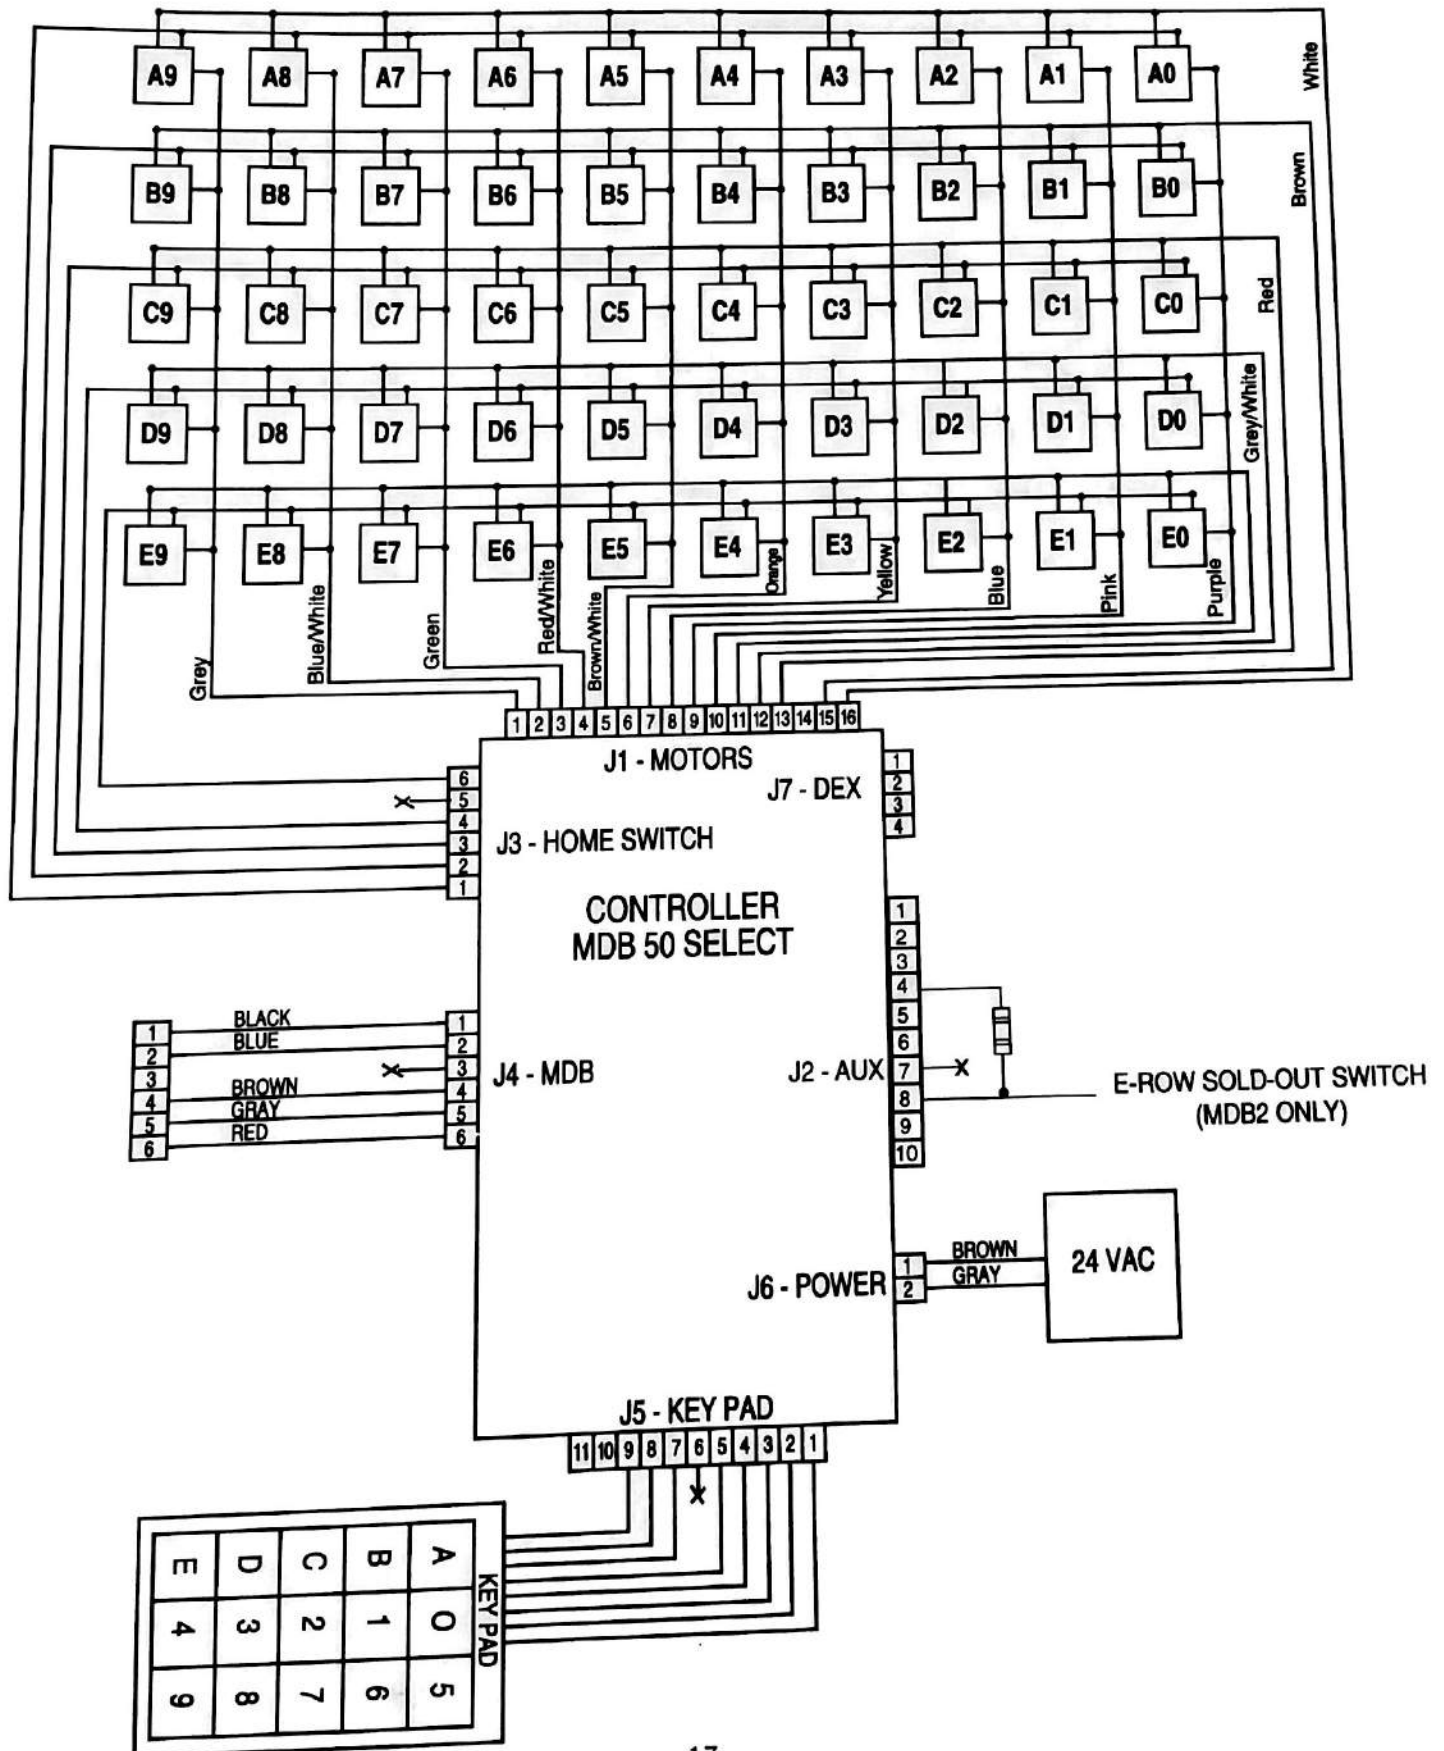 A9 A8 A7 A6 A5 A4 A3 A2 A1 A0
White
B9 B8 B7 B6 B5 B4 B3 B2 B1 B0
Brown
C9 C8 C7 C6 C5 C4 C3 C2 C1 C0
Red
D9 D8 D7 D6 D5 D4 D3 D2 D1 D0
Grey/White
E9 E8 E7 E6 E5 E4 E3 E2 E1 E0
Grey Blue/White Green Red/White Brown/White Orange Yellow Blue Pink Purple
1 2 3 4 5 6 7 8 9 10 11 12 13 14 15 16
J1 - MOTORS
6
5
4
3
2
1
J3 - HOME SWITCH
J7 - DEX
1
2
3
4
CONTROLLER
MDB 50 SELECT
1
2
3
4
5
6
BLACK
BLUE
BROWN
GRAY
RED
1
2
3
4
5
6
J4 - MDB
J2 - AUX
1
2
3
4
5
6
7
8
9
10
E-ROW SOLD-OUT SWITCH
(MDB2 ONLY)
J6 - POWER
1
2
BROWN
GRAY
24 VAC
J5 - KEY PAD
11 10 9 8 7 6 5 4 3 2 1
E D C B A
4 3 2 1 0
9 8 7 6 5
KEY PAD